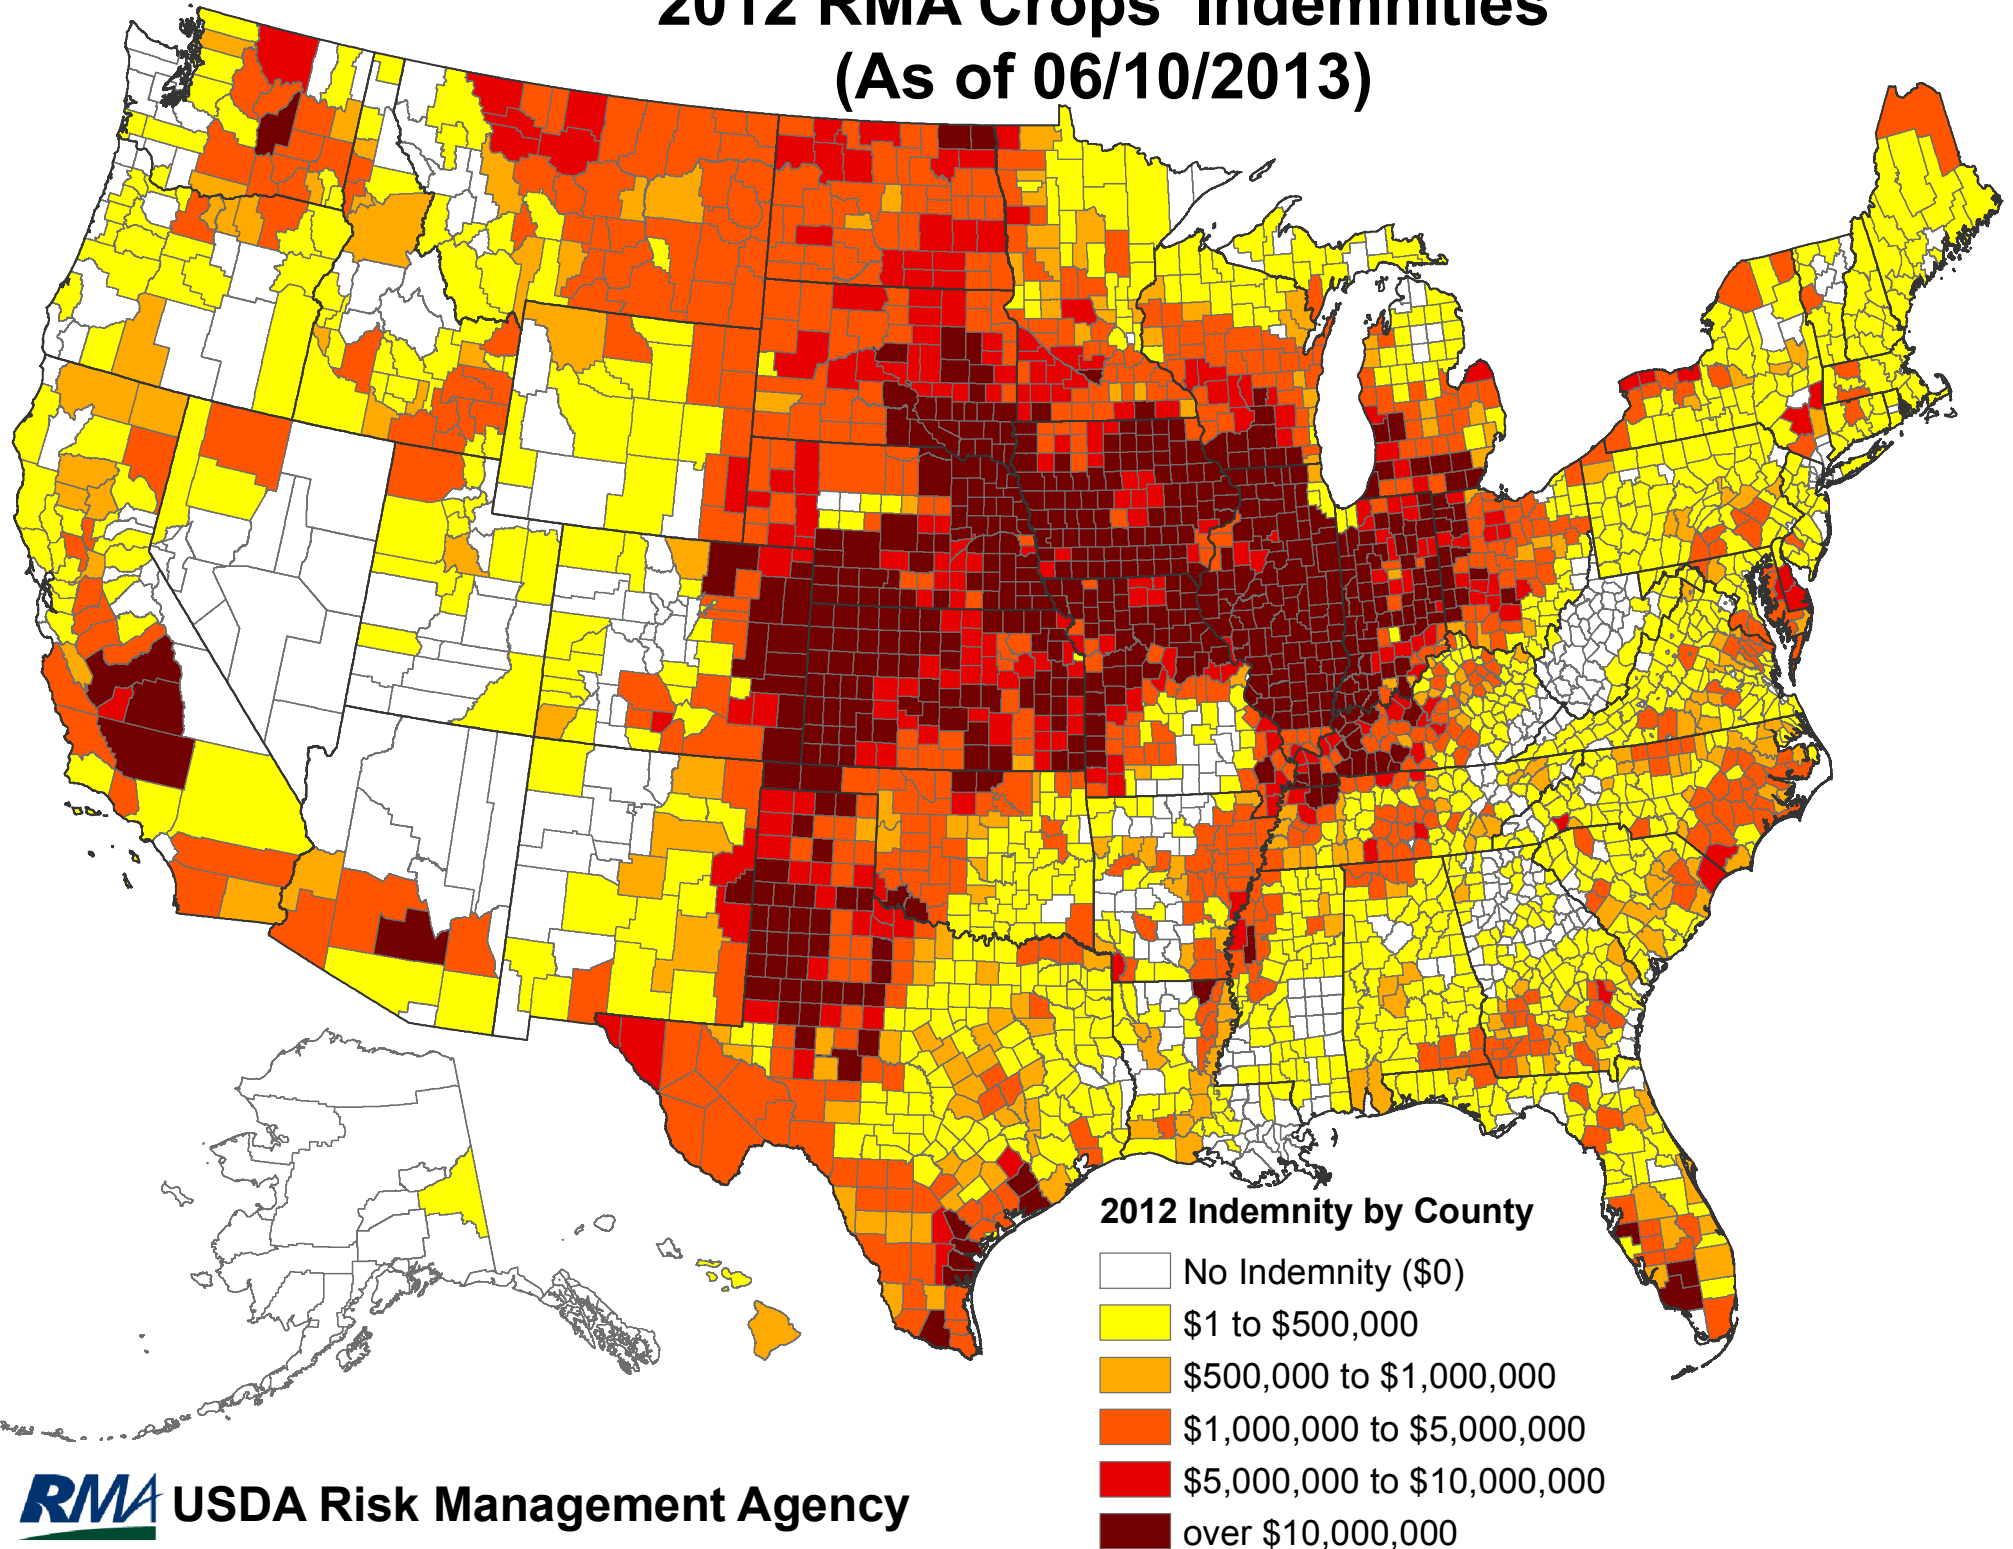 2012 RMA Crops' Indemnities
(As of 06/10/2013)
2012 Indemnity by County
No Indemnity ($0)
$1 to $500,000
$500,000 to $1,000,000
$1,000,000 to $5,000,000
$5,000,000 to $10,000,000
over $10,000,000
RMA USDA Risk Management Agency